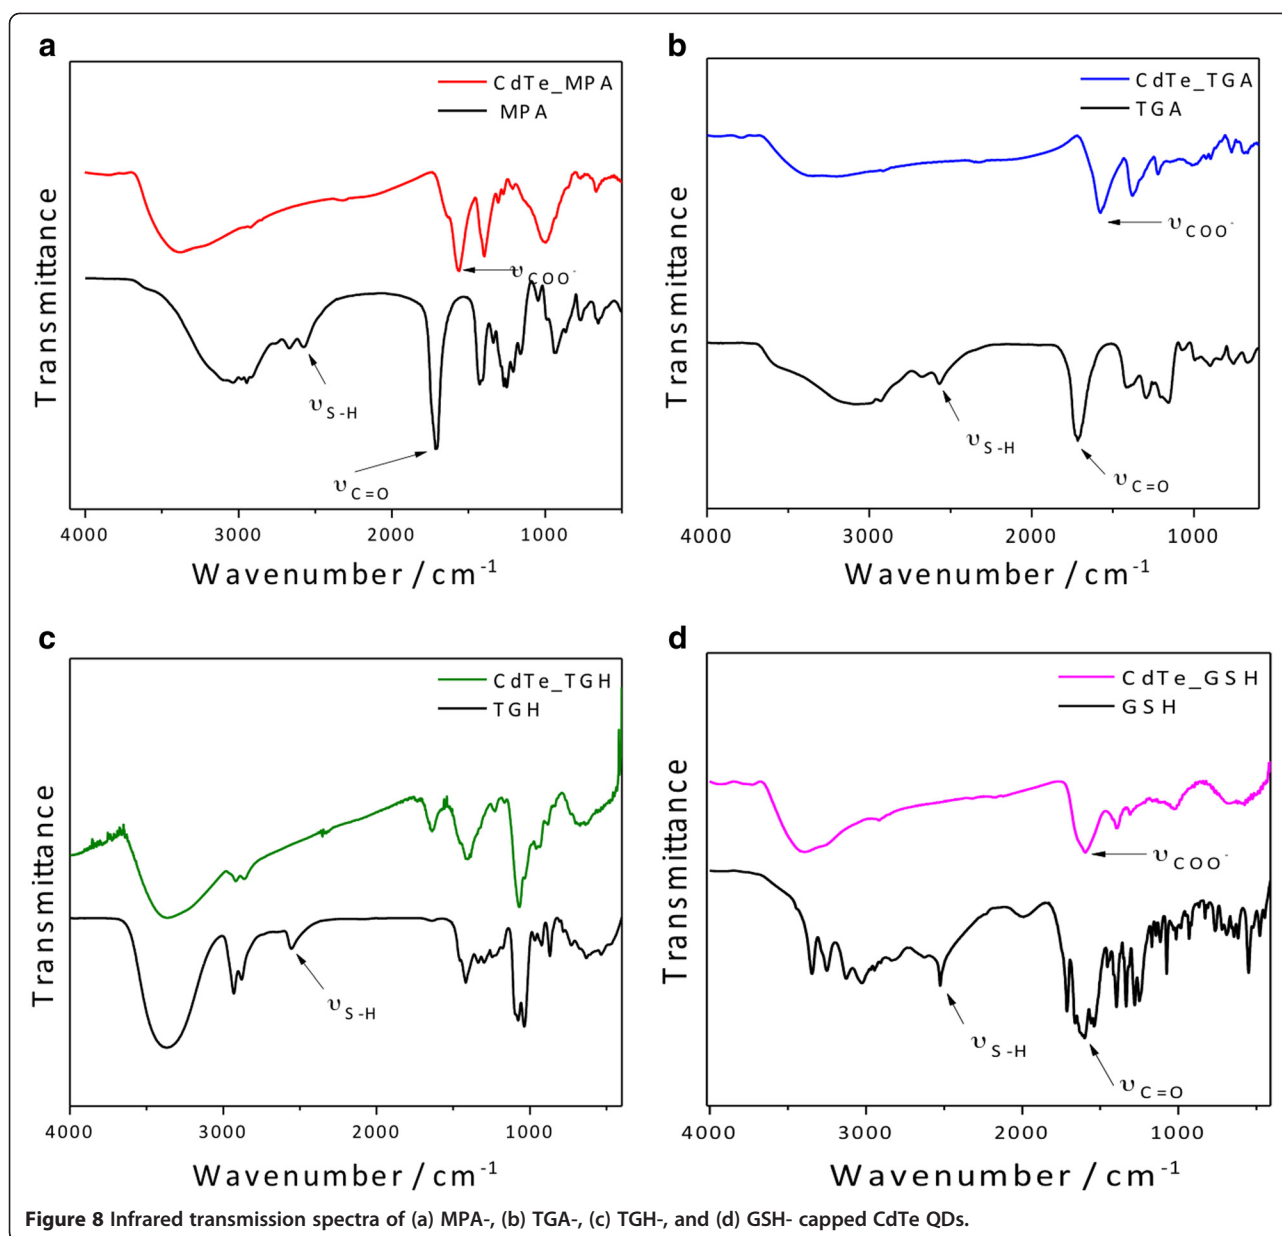 a
CdTe_MPA
MPA
Transmittance
υCOO-
υS-H
υC=O
4000 3000 2000 1000
Wavenumber / cm-1
b
CdTe_TGA
TGA
Transmittance
υCOO-
υS-H
υC=O
4000 3000 2000 1000
Wavenumber / cm-1
c
CdTe_TGH
TGH
Transmittance
υS-H
4000 3000 2000 1000
Wavenumber / cm-1
d
CdTe_GSH
GSH
Transmittance
υCOO-
υS-H
υC=O
4000 3000 2000 1000
Wavenumber / cm-1
Figure 8 Infrared transmission spectra of (a) MPA-, (b) TGA-, (c) TGH-, and (d) GSH- capped CdTe QDs.